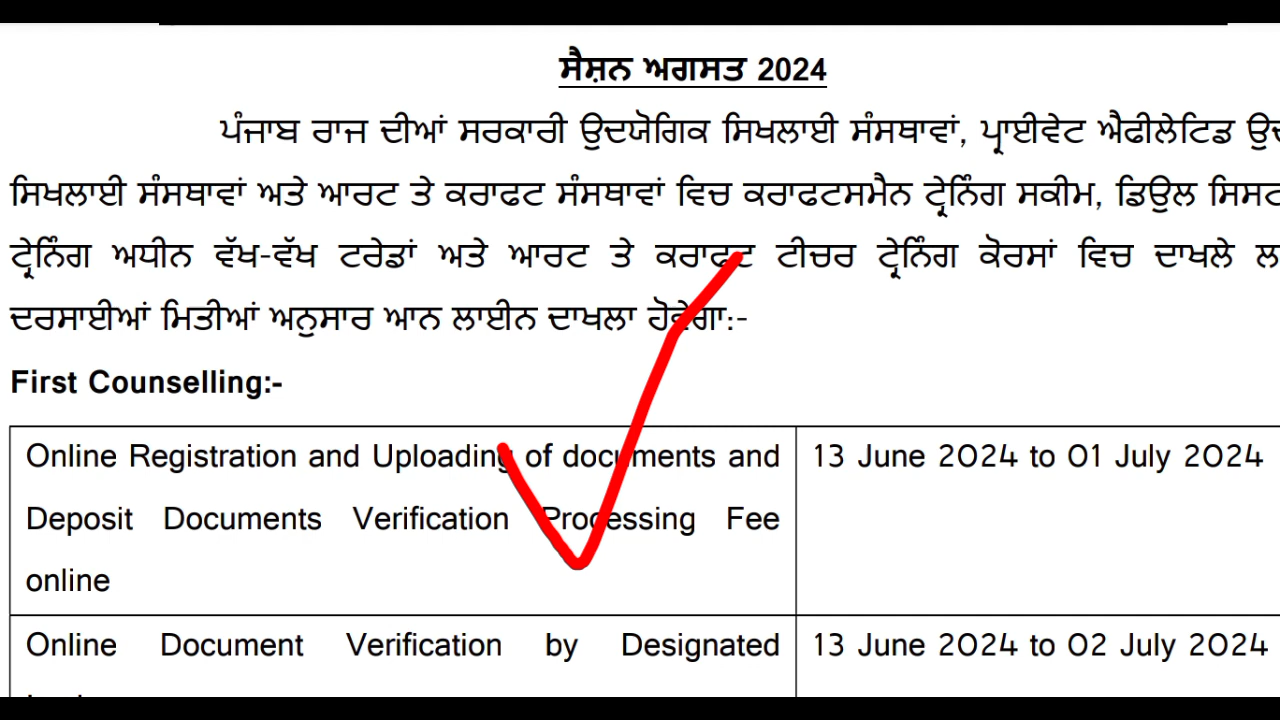 ਸੈਸ਼ਨ ਅਗਸਤ 2024
ਪੰਜਾਬ ਰਾਜ ਦੀਆਂ ਸਰਕਾਰੀ ਉਦਯੋਗਿਕ ਸਿਖਲਾਈ ਸੰਸਥਾਵਾਂ, ਪ੍ਰਾਈਵੇਟ ਐਫੀਲੇਟਿਡ
ਸਿਖਲਾਈ ਸੰਸਥਾਵਾਂ ਅਤੇ ਆਰਟ ਤੇ ਕਰਾਫਟ ਸੰਸਥਾਵਾਂ ਵਿਚ ਕਰਾਫਟਸਮੈਨ ਟ੍ਰੇਨਿੰਗ ਸਕੀਮ, ਡਿਊਲ
ਟ੍ਰੇਨਿੰਗ ਅਧੀਨ ਵੱਖ-ਵੱਖ ਟਰੇਡਾਂ ਅਤੇ ਆਰਟ ਤੇ ਕਰਾਫਟ ਟੀਚਰ ਟ੍ਰੇਨਿੰਗ ਕੋਰਸਾਂ ਵਿਚ ਦਾਖਲੇ
ਦਰਸਾਈਆਂ ਮਿਤੀਆਂ ਅਨੁਸਾਰ ਆਨ ਲਾਈਨ ਦਾਖਲਾ ਹੋਵੇਗਾ:-
First Counselling:-
Online Registration and Uploading of documents and 13 June 2024 to 01 July 2024
Deposit Documents Verification Processing Fee
online
Online Document Verification by Designated 13 June 2024 to 02 July 2024